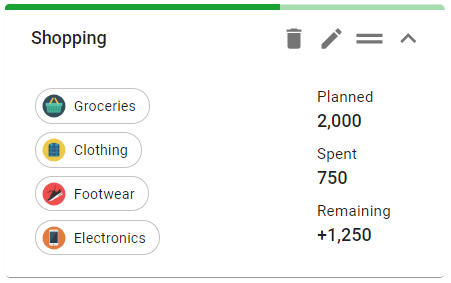 Shopping
Groceries
Clothing
Footwear
Electronics
Planned
2,000
Spent
750
Remaining
+1,250